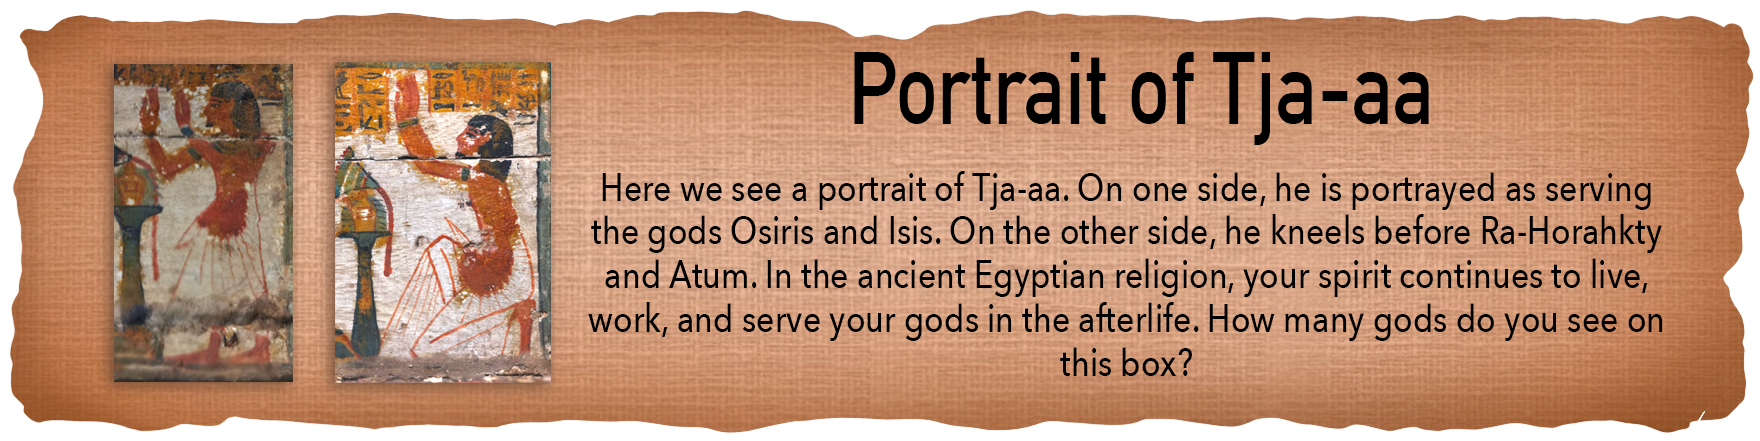 Portrait of Tja-aa
Here we see a portrait of Tja-aa. On one side, he is portrayed as serving
the gods Osiris and Isis. On the other side, he kneels before Ra-Horahkty
and Atum. In the ancient Egyptian religion, your spirit continues to live,
work, and serve your gods in the afterlife. How many gods do you see on
this box?